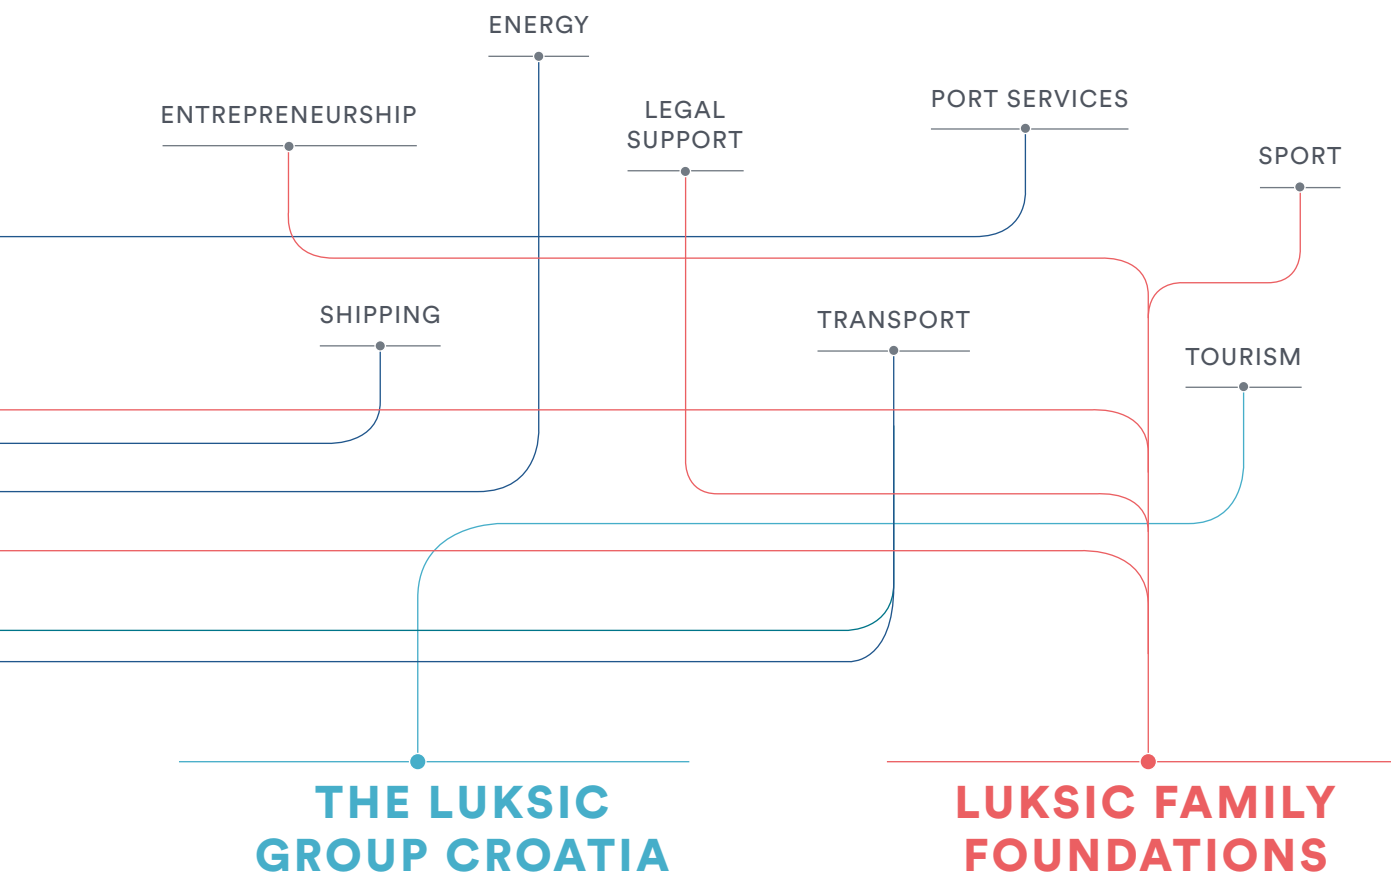 ENERGY
ENTREPRENEURSHIP
LEGAL
SUPPORT
PORT SERVICES
SPORT
SHIPPING
TRANSPORT
TOURISM
THE LUKSIC
GROUP CROATIA
LUKSIC FAMILY
FOUNDATIONS